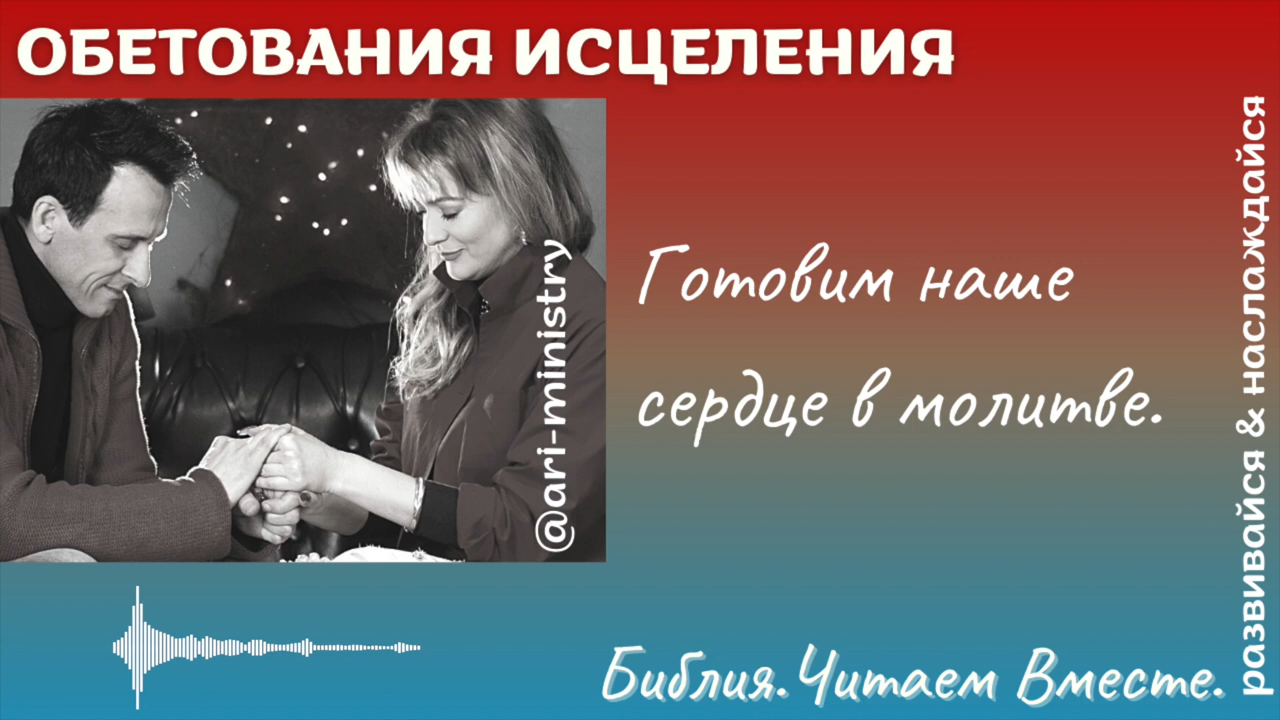 ОБЕТОВАНИЯ ИСЦЕЛЕНИЯ
@ari-ministry
Готовим наше
сердце в молитве.
развивайся & наслаждайся
Библия. Читаем Вместе.